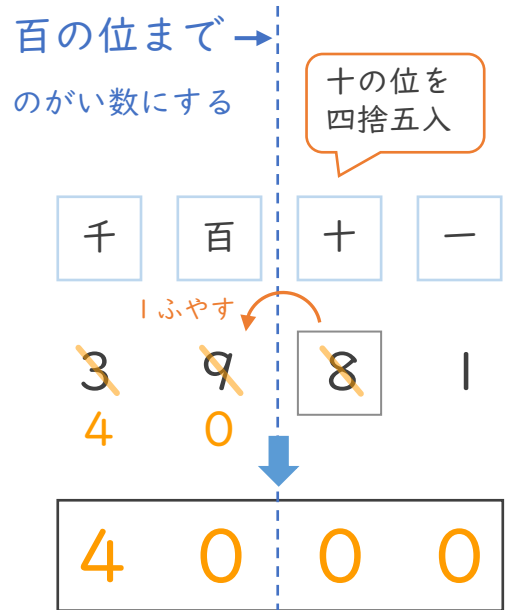 百の位まで
のがい数にする
十の位を
四捨五入
千 百 十 一
1ふやす
3 9 8 1
4 0
4 0 0 0